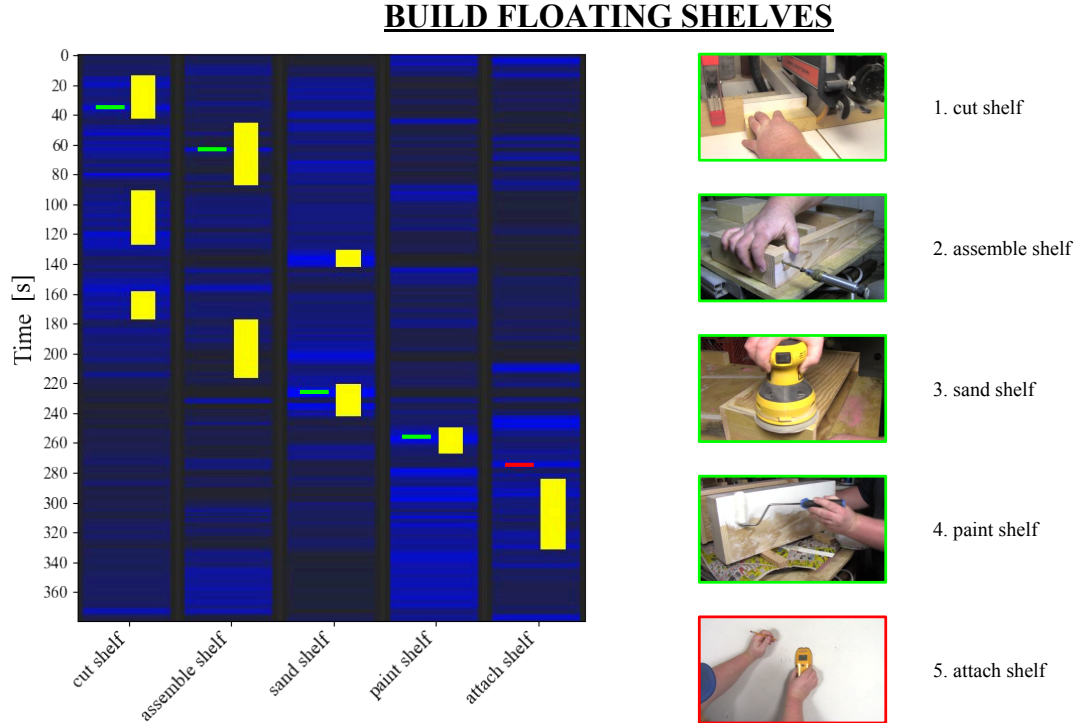 BUILD FLOATING SHELVES
Time [s]
0
20
40
60
80
100
120
140
160
180
200
220
240
260
280
300
320
340
360
cut shelf
assemble shelf
sand shelf
paint shelf
attach shelf
1. cut shelf
2. assemble shelf
3. sand shelf
4. paint shelf
5. attach shelf